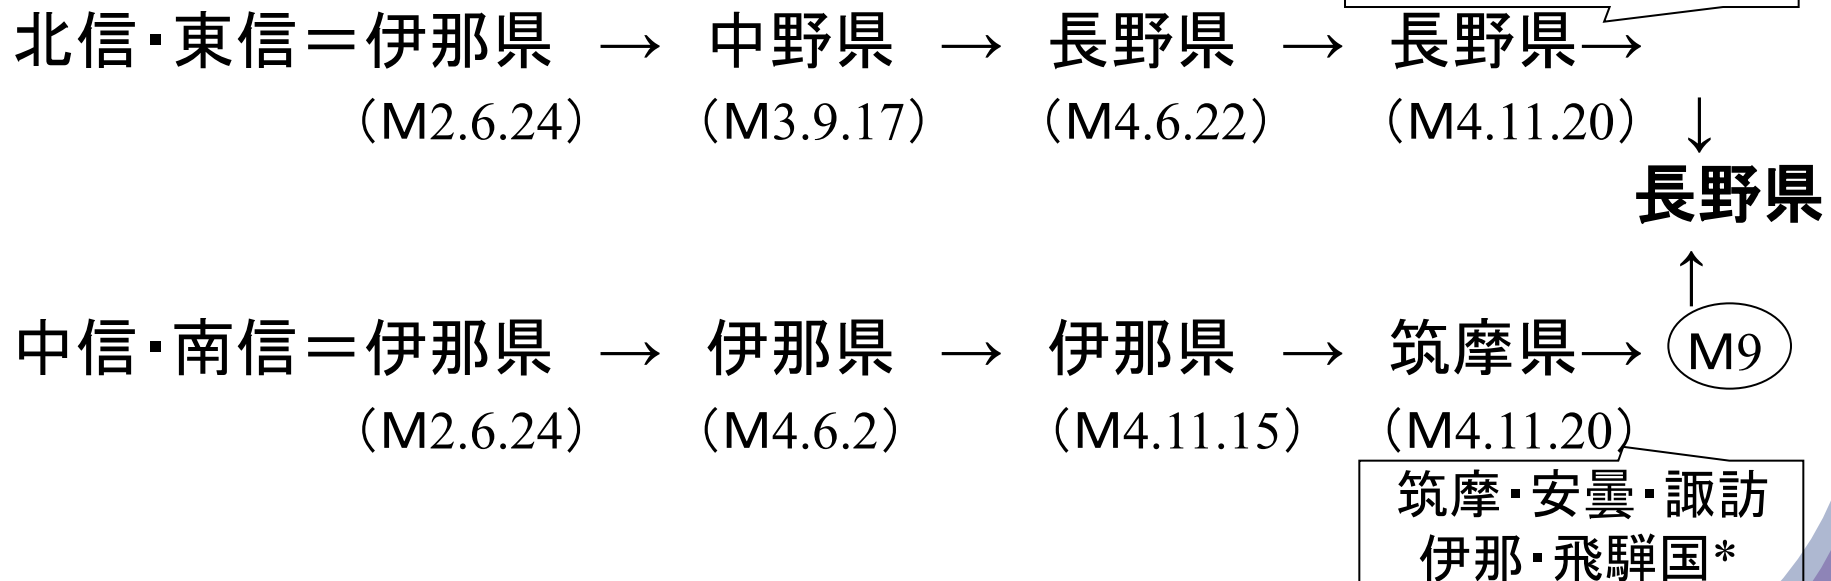 北信・東信＝伊那県 → 中野県 → 長野県 → 長野県→
（M2.6.24） （M3.9.17） （M4.6.22） （M4.11.20） ↓
長野県
↑
中信・南信＝伊那県 → 伊那県 → 伊那県 → 筑摩県→ M9
（M2.6.24） （M4.6.2） （M4.11.15） （M4.11.20）
筑摩・安曇・諏訪
伊那・飛騨国*